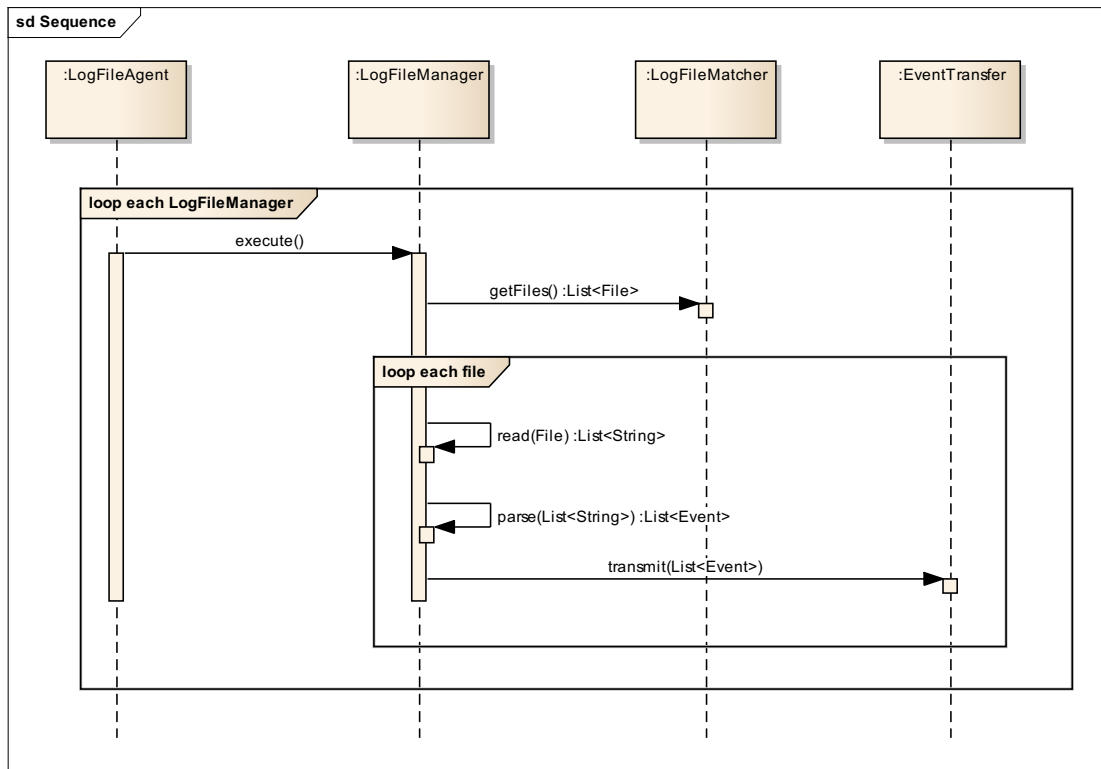 sd Sequence
:LogFileAgent
:LogFileManager
:LogFileMatcher
:EventTransfer
loop each LogFileManager
execute()
getFiles() :List<File>
loop each file
read(File) :List<String>
parse(List<String>) :List<Event>
transmit(List<Event>)